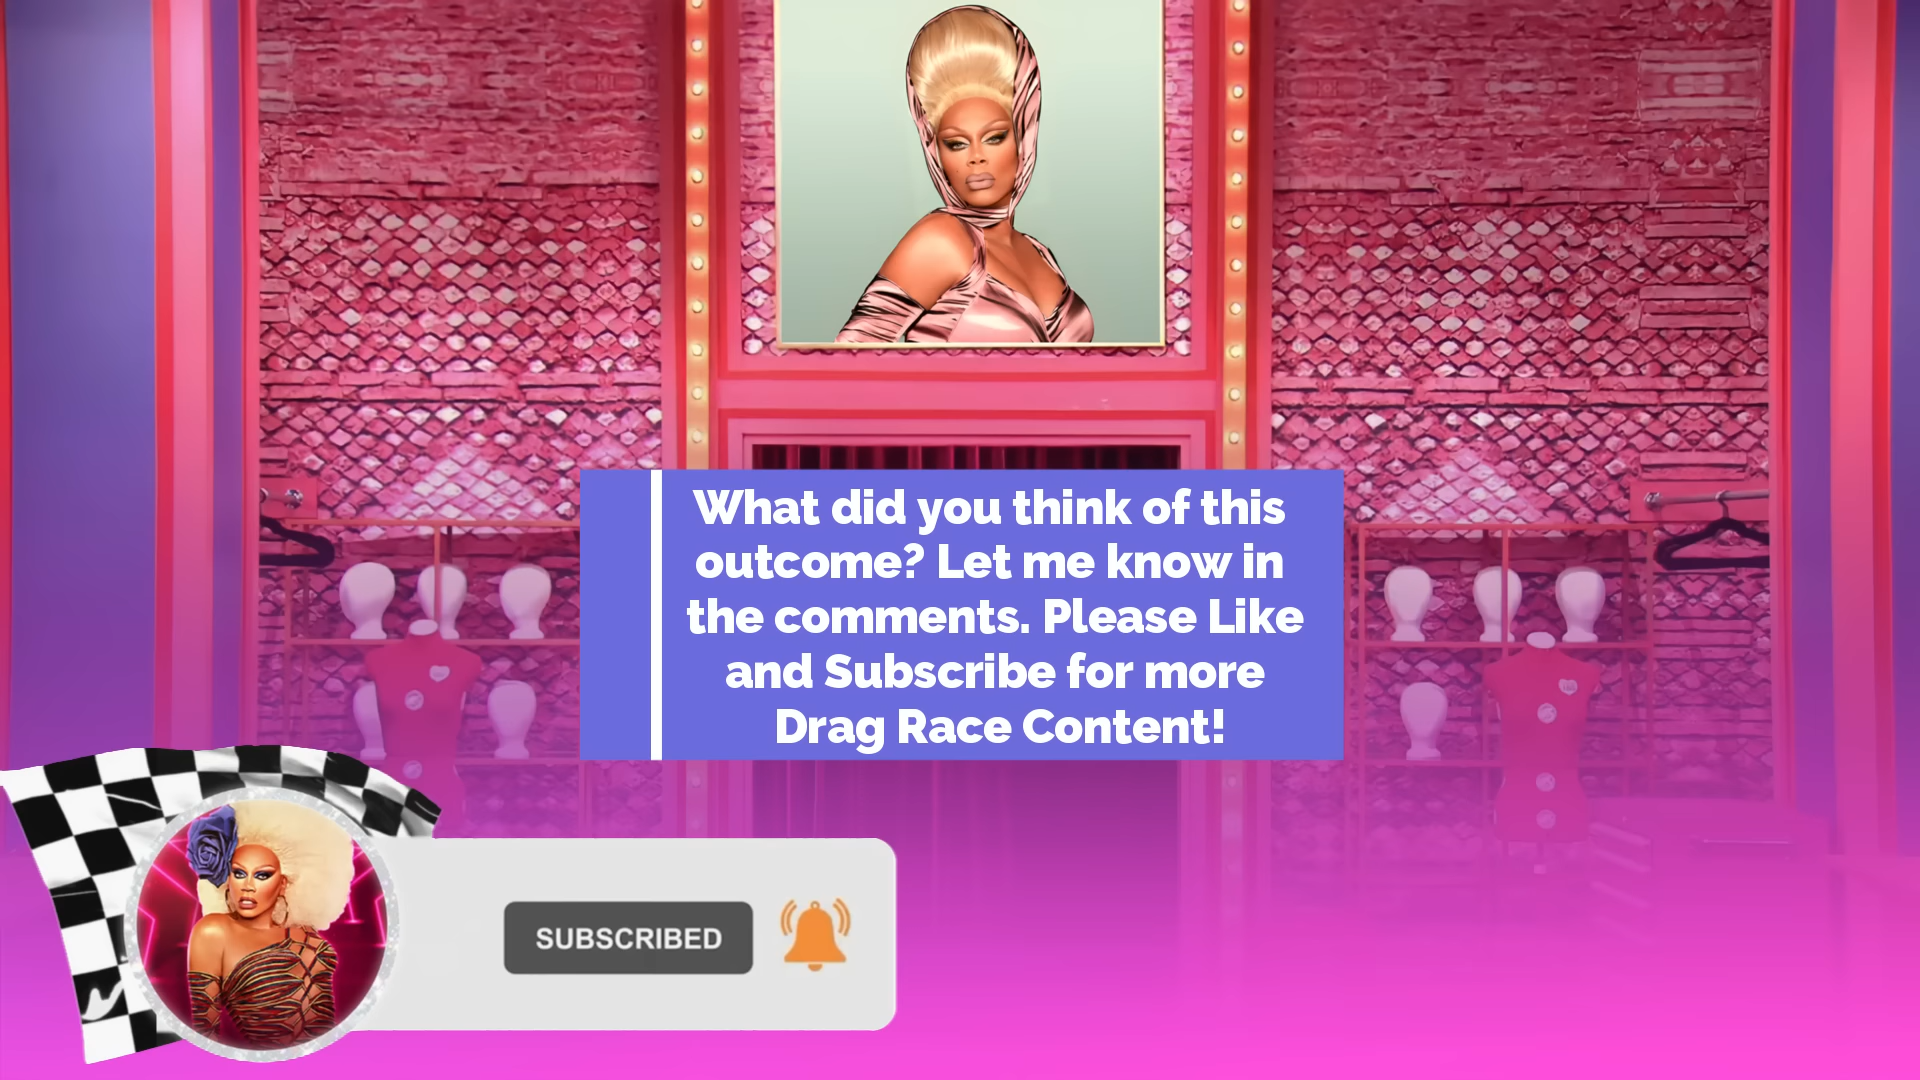 What did you think of this
outcome? Let me know in
the comments. Please Like
and Subscribe for more
Drag Race Content!
SUBSCRIBED